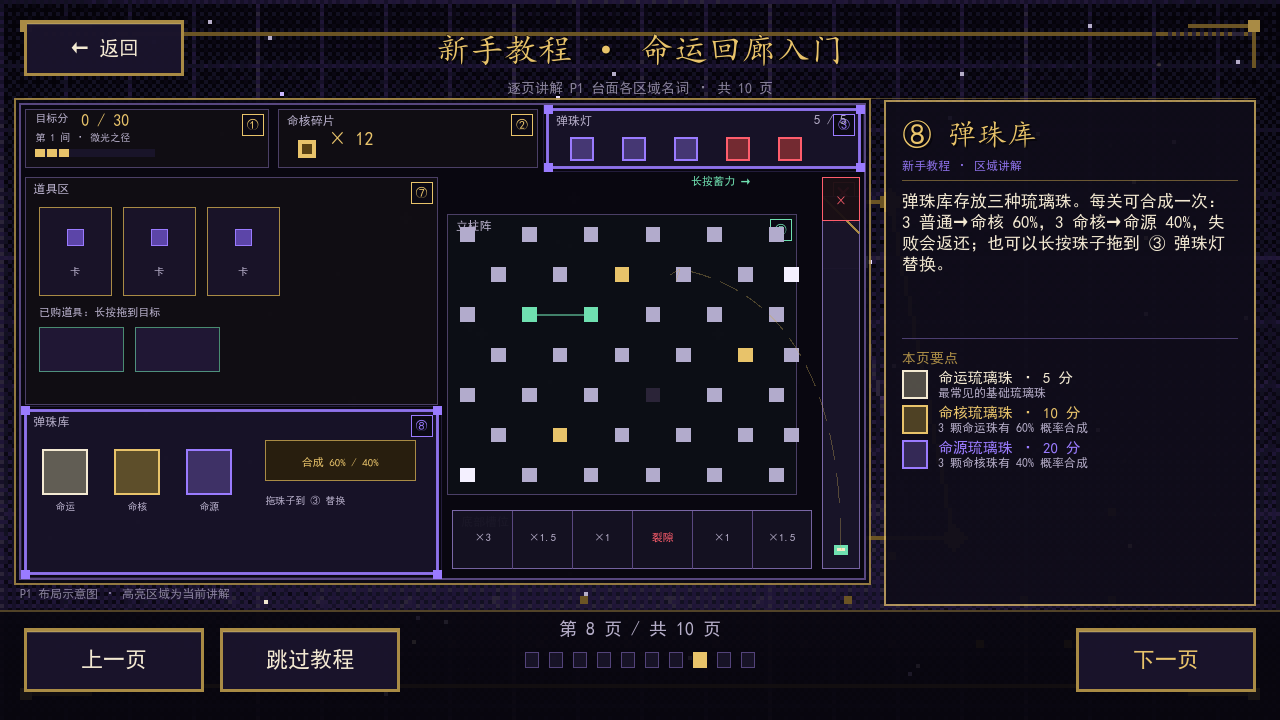 ← 返回
新手教程 · 命运回廊入门
逐页讲解 P1 台面各区域名词 · 共 10 页
目标分 0 / 30
①
第 1 间 · 微光之径
命核碎片
× 12
②
弹珠灯
5 / 5
③
长按蓄力 →
×
道具区
⑦
卡
卡
卡
已购道具: 长按拖到目标
立柱阵
弹珠库
⑧
命运
命核
命源
合成 60% / 40%
拖珠子到 ③ 替换
×3
×1.5
×1
裂隙
×1
×1.5
P1 布局示意图 · 高亮区域为当前讲解
⑧ 弹珠库
新手教程 · 区域讲解
弹珠库存放三种琉璃珠。每关可合成一次:
3 普通→命核 60%, 3 命核→命源 40%, 失
败会返还; 也可以长按珠子拖到 ③ 弹珠灯
替换。
本页要点
命运琉璃珠 · 5 分
最常见的基础琉璃珠
命核琉璃珠 · 10 分
3 颗命运珠有 60% 概率合成
命源琉璃珠 · 20 分
3 颗命核珠有 40% 概率合成
上一页
跳过教程
第 8 页 / 共 10 页
下一页